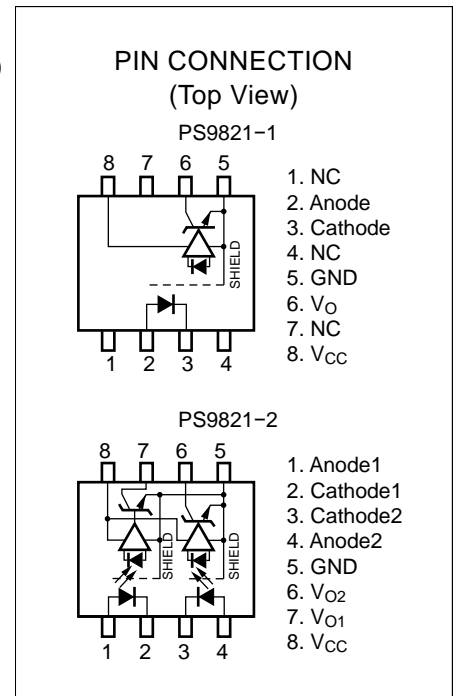 )
PIN CONNECTION
(Top View)
PS9821−1
8 7 6 5
SHIELD
1 2 3 4
1. NC
2. Anode
3. Cathode
4. NC
5. GND
6. VO
7. NC
8. VCC
PS9821−2
8 7 6 5
SHIELD SHIELD
1 2 3 4
1. Anode1
2. Cathode1
3. Cathode2
4. Anode2
5. GND
6. VO2
7. VO1
8. VCC